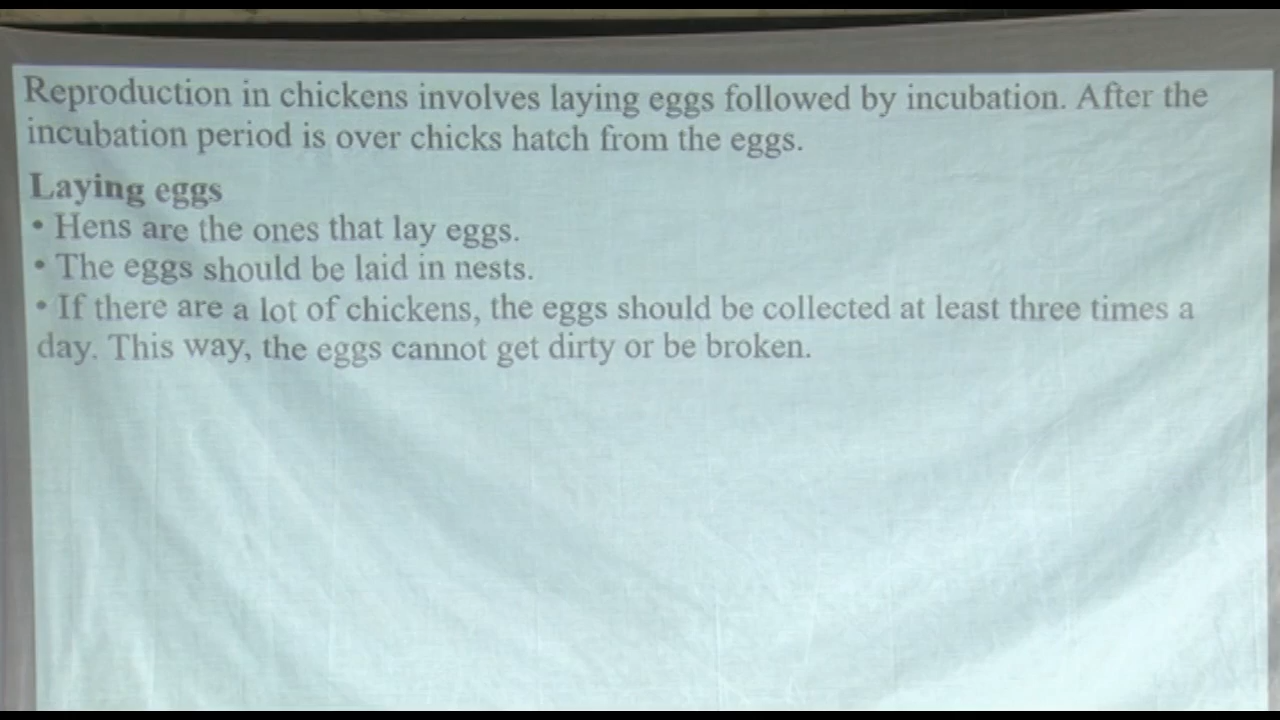 Reproduction in chickens involves laying eggs followed by incubation. After the
incubation period is over chicks hatch from the eggs.
Laying eggs
• Hens are the ones that lay eggs.
• The eggs should be laid in nests.
• If there are a lot of chickens, the eggs should be collected at least three times a
day. This way, the eggs cannot get dirty or be broken.